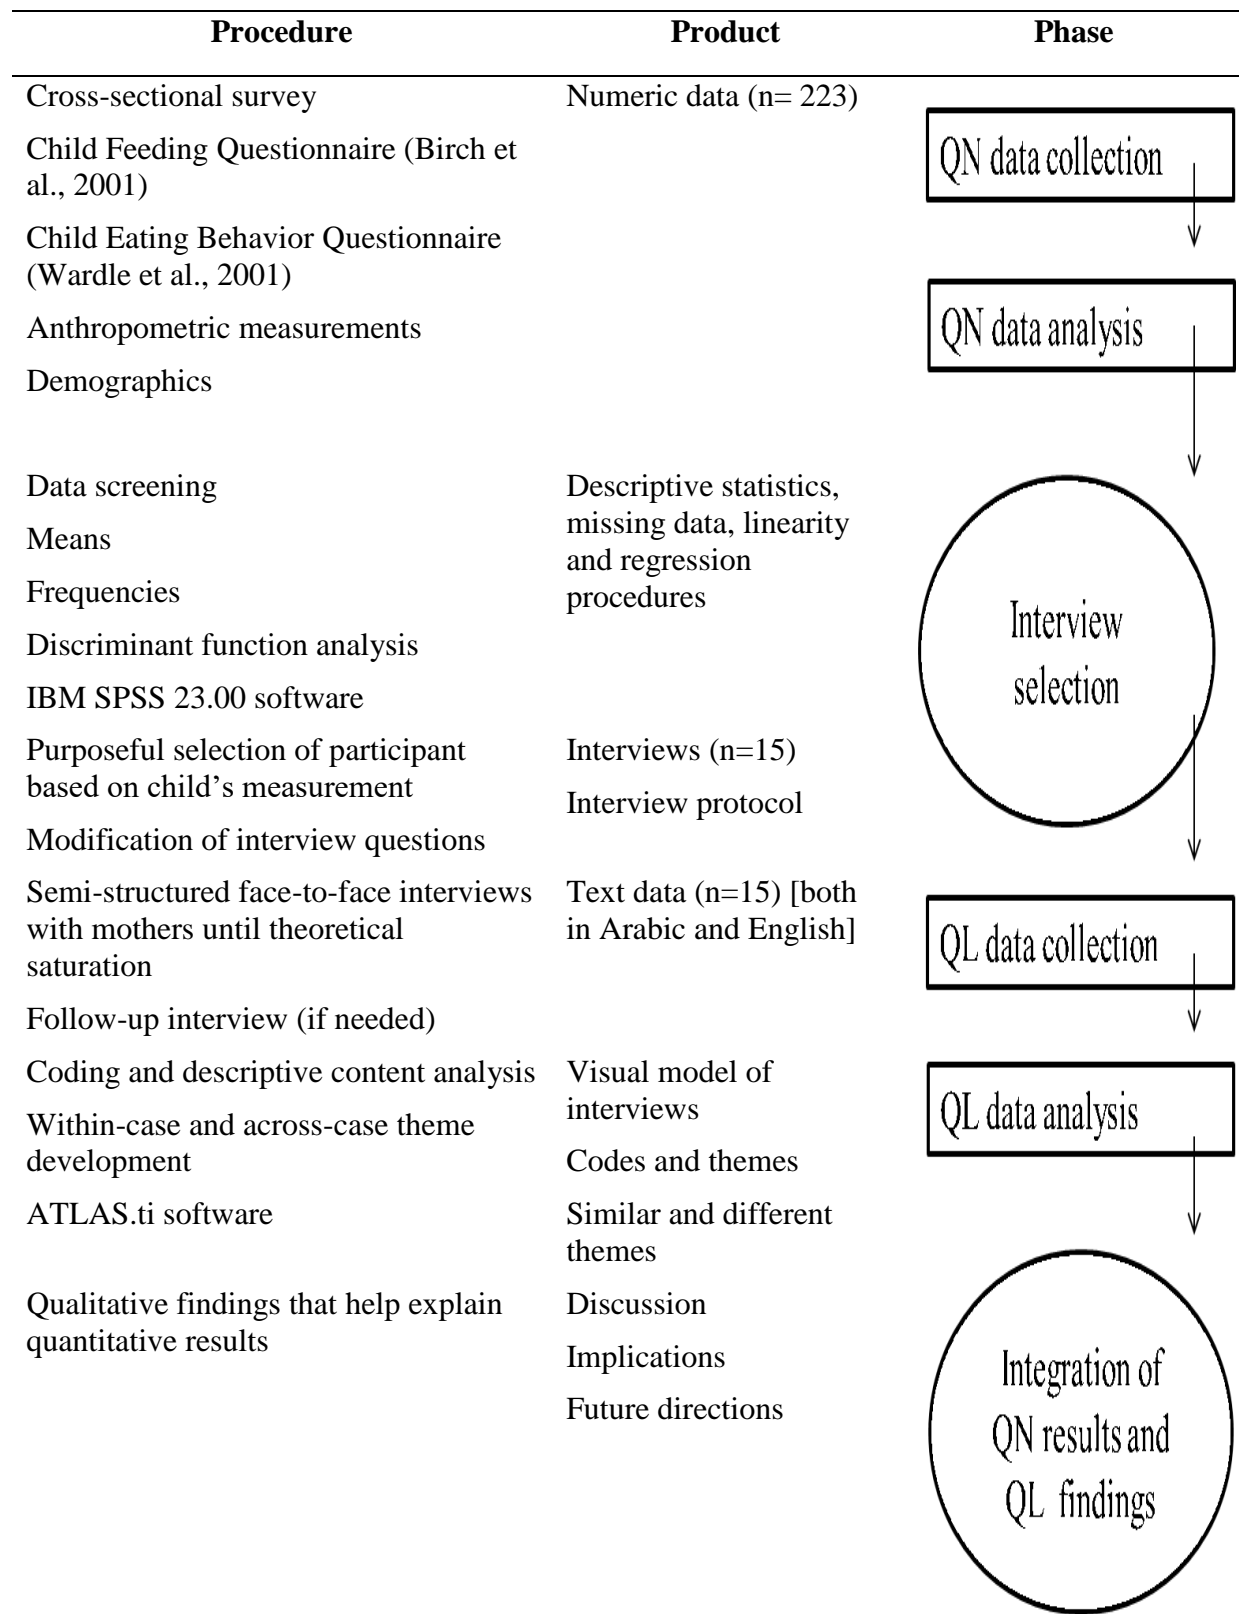 Procedure Product Phase
Cross-sectional survey
Child Feeding Questionnaire (Birch et
al., 2001)
Child Eating Behavior Questionnaire
(Wardle et al., 2001)
Anthropometric measurements
Demographics
Numeric data (n= 223)
QN data collection
QN data analysis
Data screening
Means
Frequencies
Discriminant function analysis
IBM SPSS 23.00 software
Descriptive statistics,
missing data, linearity
and regression
procedures
Interview
selection
Purposeful selection of participant
based on child’s measurement
Modification of interview questions
Interviews (n=15)
Interview protocol
Semi-structured face-to-face interviews
with mothers until theoretical
saturation
Follow-up interview (if needed)
Text data (n=15) [both
in Arabic and English]
QL data collection
Coding and descriptive content analysis
Within-case and across-case theme
development
ATLAS.ti software
Visual model of
interviews
Codes and themes
Similar and different
themes
QL data analysis
Qualitative findings that help explain
quantitative results
Discussion
Implications
Future directions
Integration of
QN results and
QL findings